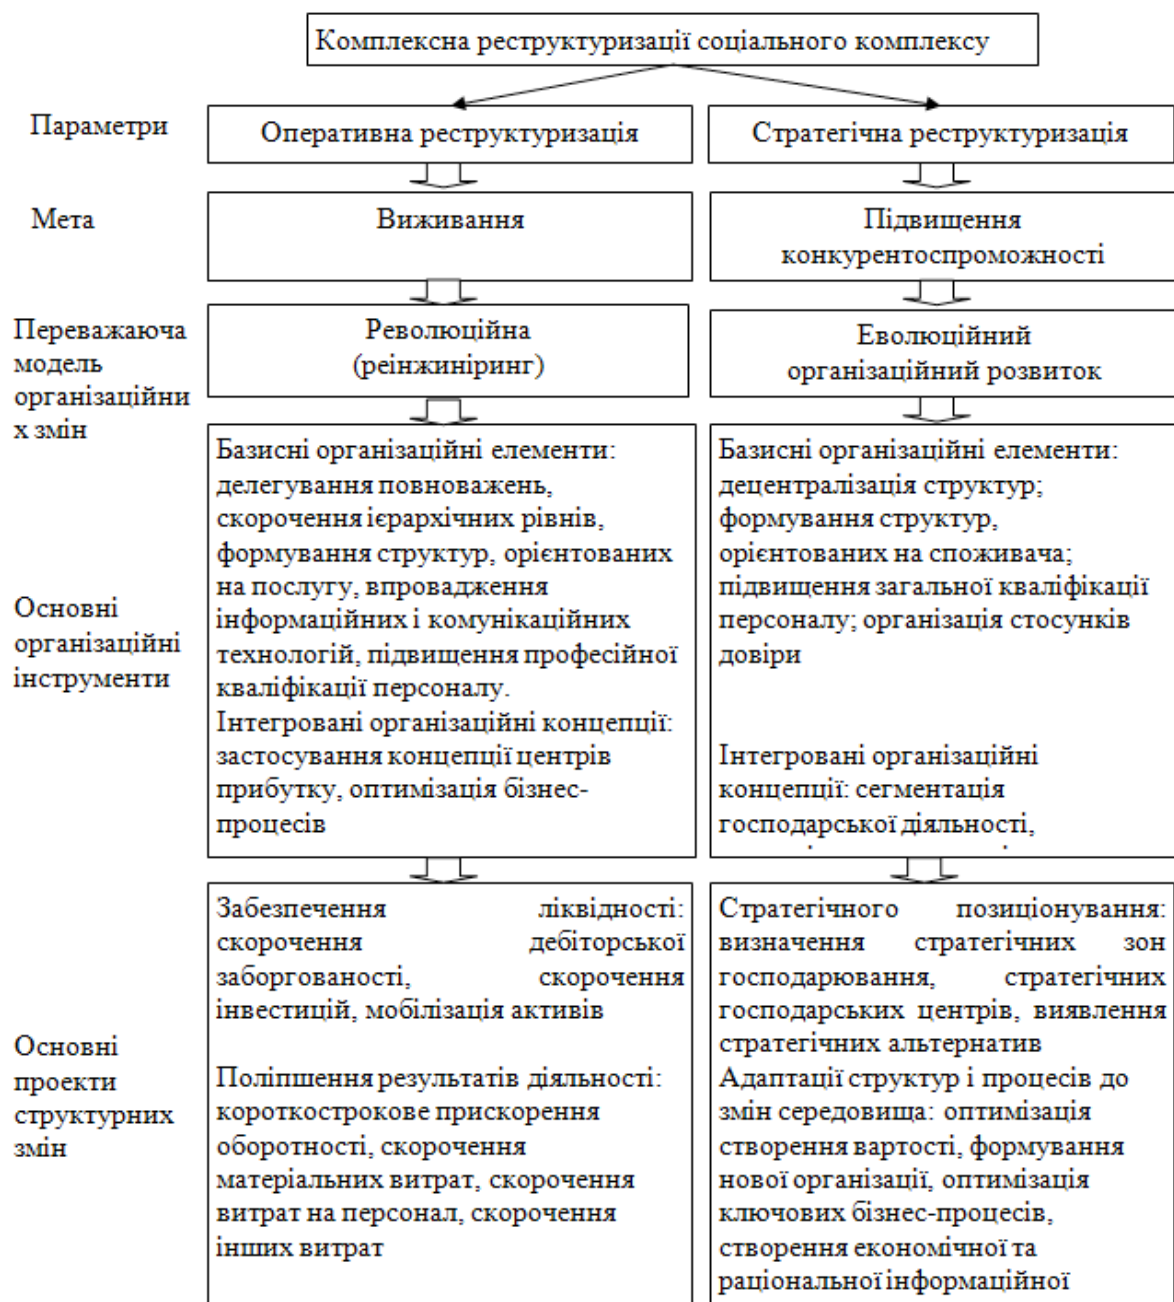 Комплексна реструктуризації соціального комплексу
Параметри
Оперативна реструктуризація
Стратегічна реструктуризація
Мета
Виживання
Підвищення
конкурентоспроможності
Переважаюча
модель
організаційни
х змін
Революційна
(реінжиніринг)
Еволюційний
організаційний розвиток
Основні
організаційні
інструменти
Базисні організаційні елементи:
делегування повноважень,
скорочення ієрархічних рівнів,
формування структур, орієнтованих
на послугу, впровадження
інформаційних і комунікаційних
технологій, підвищення професійної
кваліфікації персоналу.
Інтегровані організаційні концепції:
застосування концепції центрів
прибутку, оптимізація бізнес-
процесів
Базисні організаційні елементи:
децентралізація структур;
формування структур,
орієнтованих на споживача;
підвищення загальної кваліфікації
персоналу; організація стосунків
довіри
Інтегровані організаційні
концепції: сегментація
господарської діяльності,
Основні
проекти
структурних
змін
Забезпечення ліквідності:
скорочення дебіторської
заборгованості, скорочення
інвестицій, мобілізація активів
Поліпшення результатів діяльності:
короткострокове прискорення
оборотності, скорочення
матеріальних витрат, скорочення
витрат на персонал, скорочення
інших витрат
Стратегічного позиціонування:
визначення стратегічних зон
господарювання, стратегічних
господарських центрів, виявлення
стратегічних альтернатив
Адаптації структур і процесів до
змін середовища: оптимізація
створення вартості, формування
нової організації, оптимізація
ключових бізнес-процесів,
створення економічної та
раціональної інформаційної